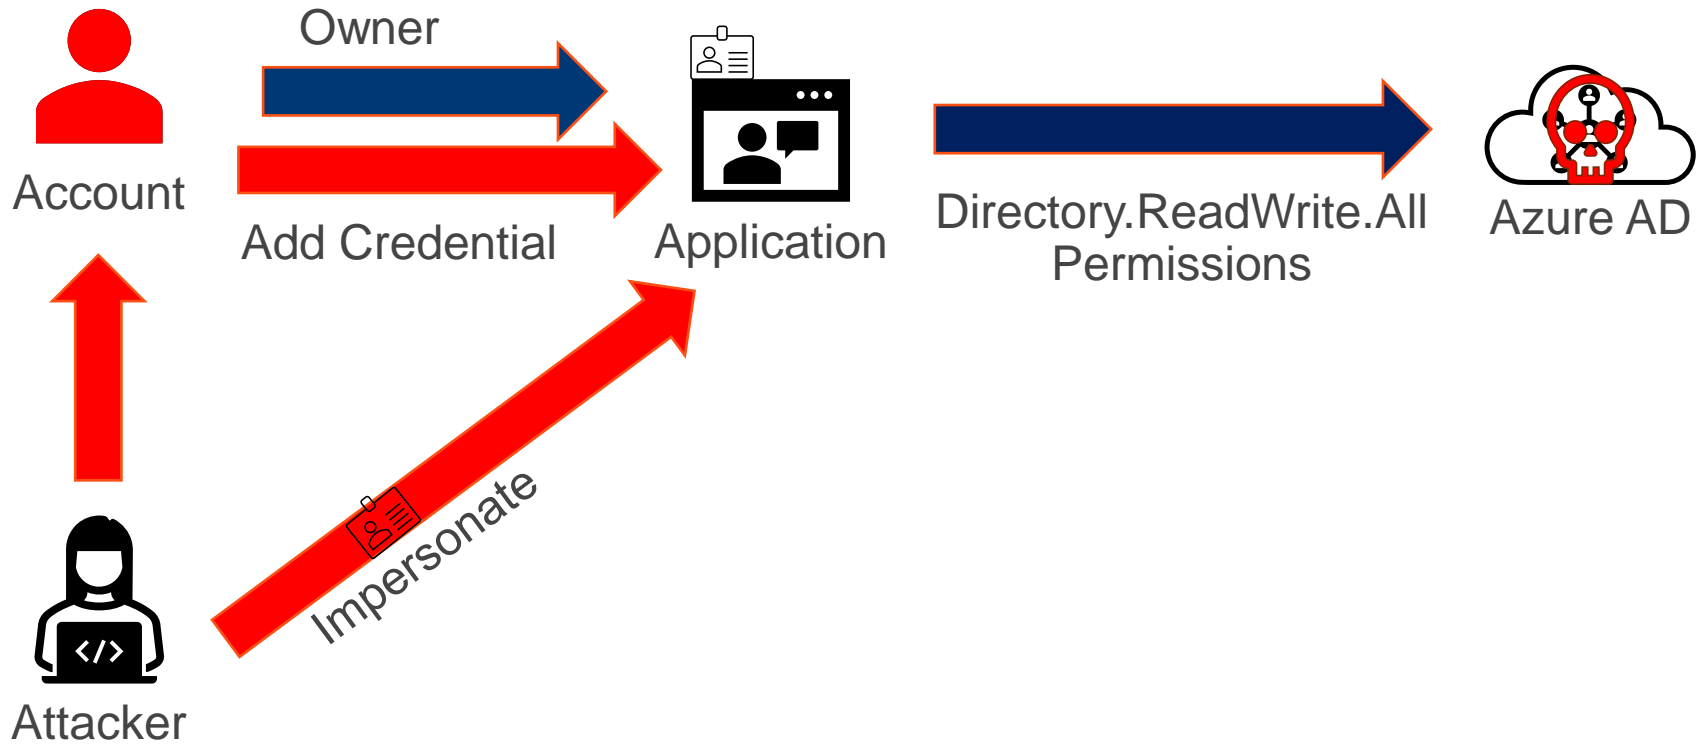 Owner
Account
Add Credential
Application
Directory.ReadWrite.All
Permissions
Azure AD
Impersonate
</>
Attacker